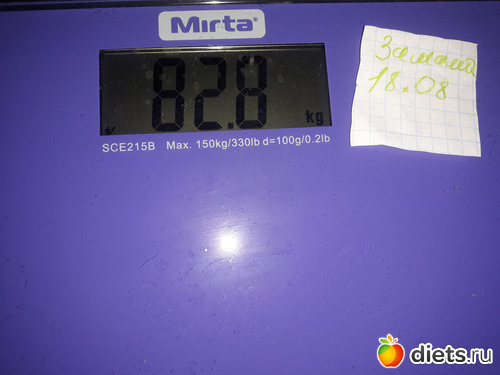 Mirta®
82.8 kg
SCE215B Max. 150kg/330lb d=100g/0.2lb
18.08
diets.ru